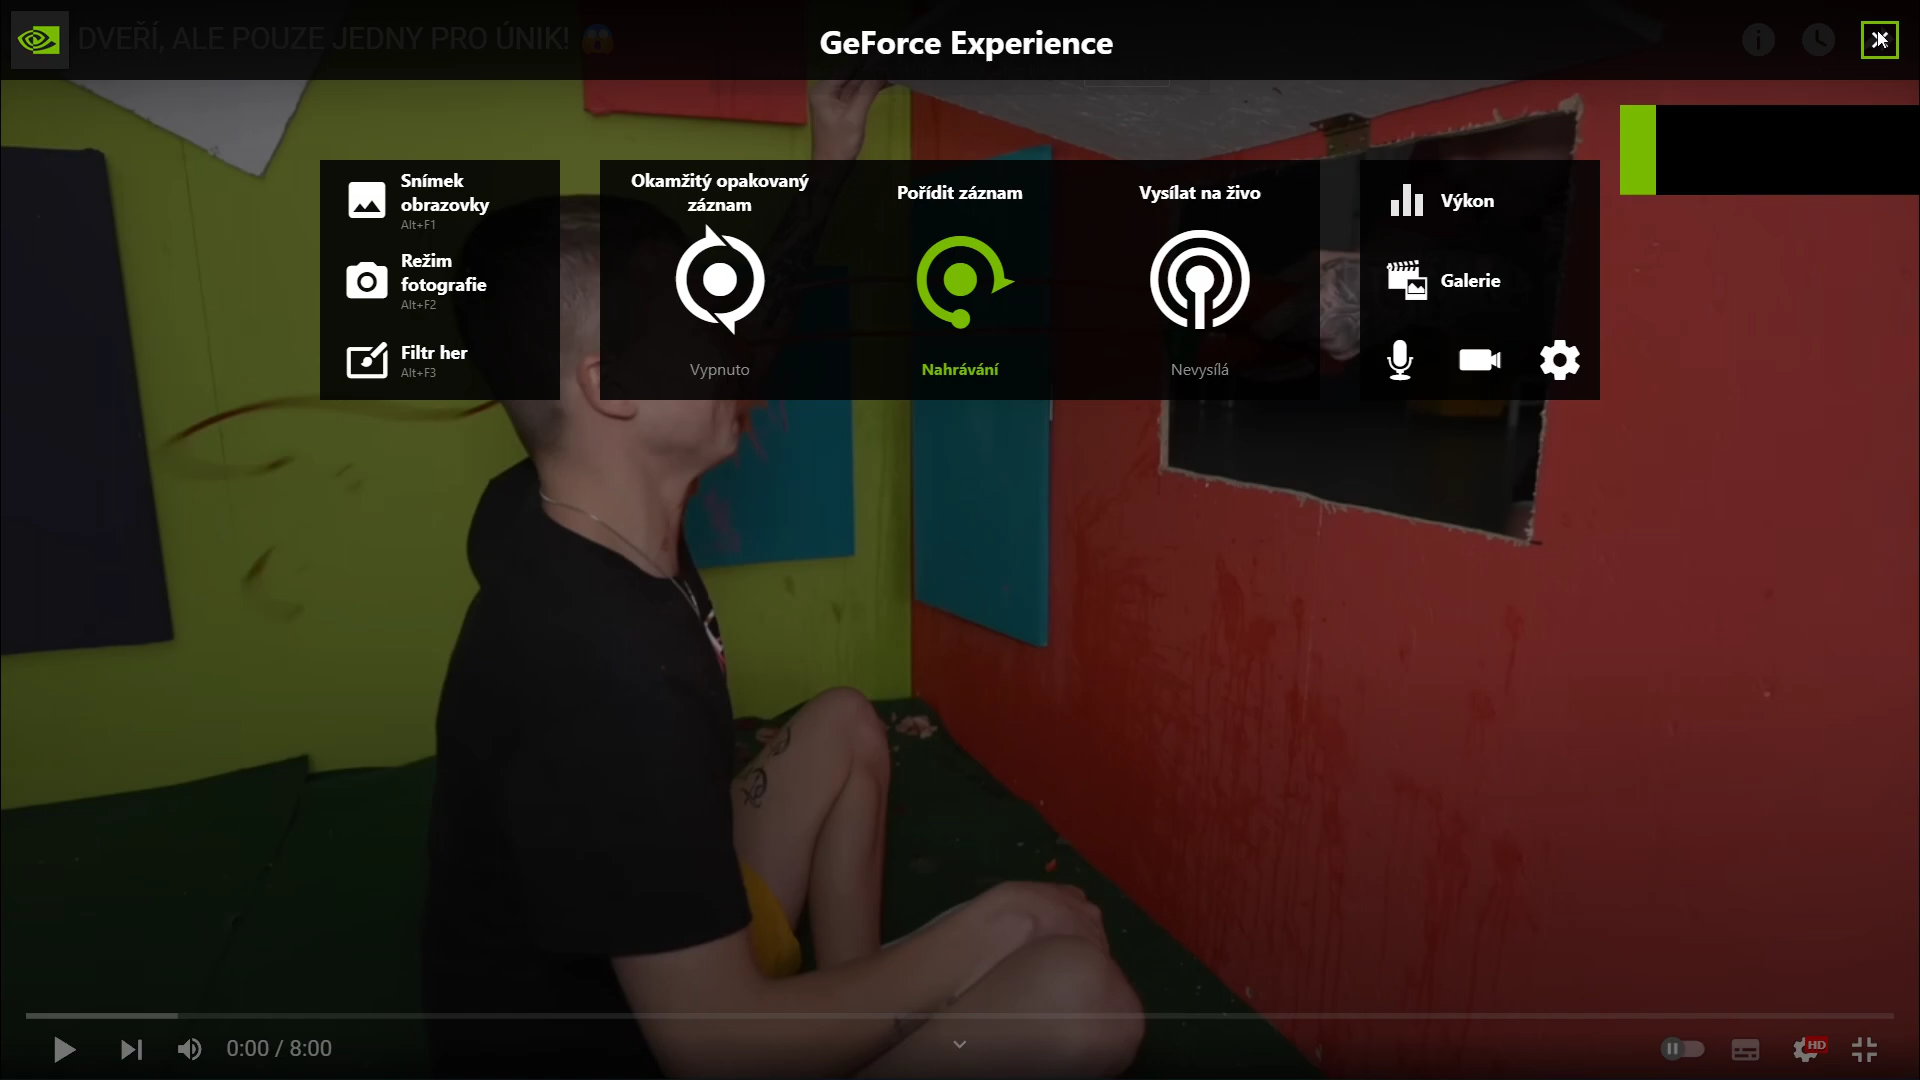 DVEŘÍ, ALE POUZE JEDNY PRO ÚNIK! 😱
GeForce Experience
Snímek
obrazovky
Alt+F1
Režim
fotografie
Alt+F2
Filtr her
Alt+F3
Okamžitý opakovaný
záznam
Vypnuto
Pořídit záznam
Nahrávání
Vysílat na živo
Nevysílá
Výkon
Galerie
0:00 / 8:00
HD